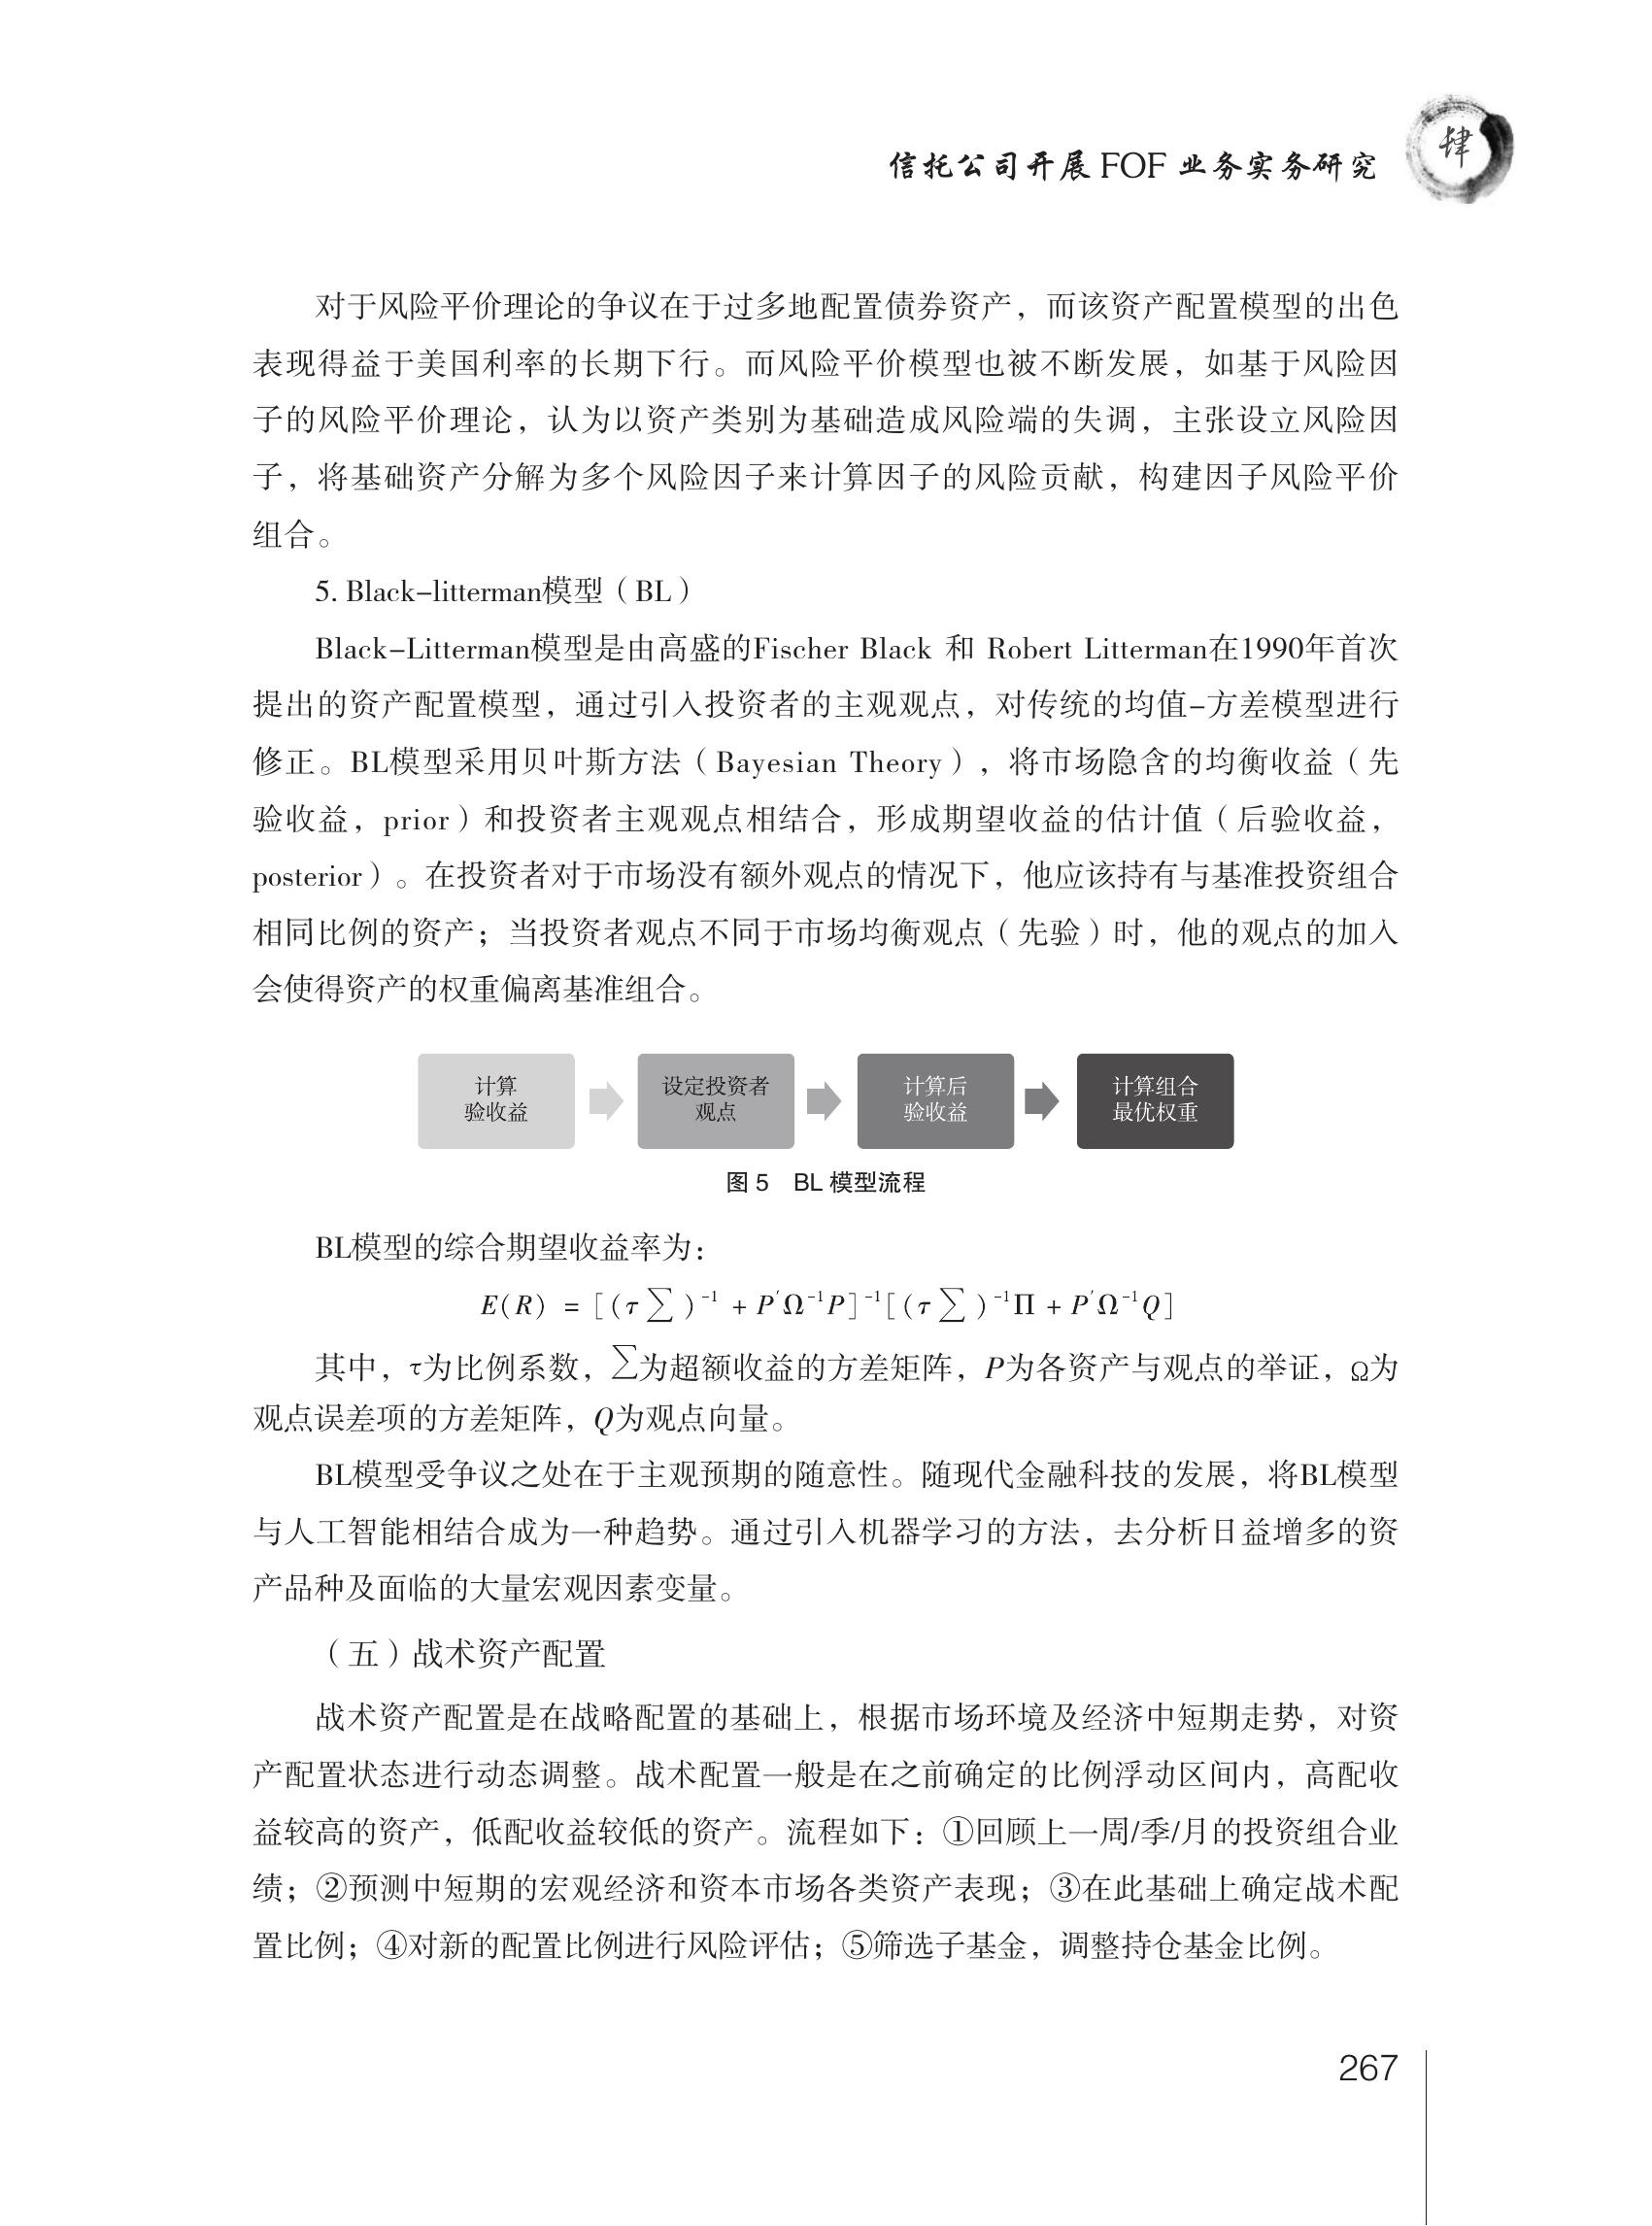 信托公司开展 FOF 业务实务研究
肆
对于风险平价理论的争议在于过多地配置债券资产，而该资产配置模型的出色
表现得益于美国利率的长期下行。而风险平价模型也被不断发展，如基于风险因
子的风险平价理论，认为以资产类别为基础造成风险端的失调，主张设立风险因
子，将基础资产分解为多个风险因子来计算因子的风险贡献，构建因子风险平价
组合。
5. Black–litterman模型（BL）
Black–Litterman模型是由高盛的Fischer Black 和 Robert Litterman在1990年首次
提出的资产配置模型，通过引入投资者的主观观点，对传统的均值–方差模型进行
修正。BL模型采用贝叶斯方法（Bayesian Theory），将市场隐含的均衡收益（先
验收益，prior）和投资者主观观点相结合，形成期望收益的估计值（后验收益，
posterior）。在投资者对于市场没有额外观点的情况下，他应该持有与基准投资组合
相同比例的资产；当投资者观点不同于市场均衡观点（先验）时，他的观点的加入
会使得资产的权重偏离基准组合。
计算
验收益
设定投资者
观点
计算后
验收益
计算组合
最优权重
图 5　BL 模型流程
BL模型的综合期望收益率为：
E(R) = [(τ∑)⁻¹ + P′Ω⁻¹P]⁻¹[(τ∑)⁻¹Π + P′Ω⁻¹Q]
其中，τ为比例系数，∑为超额收益的方差矩阵，P为各资产与观点的举证，Ω为
观点误差项的方差矩阵，Q为观点向量。
BL模型受争议之处在于主观预期的随意性。随现代金融科技的发展，将BL模型
与人工智能相结合成为一种趋势。通过引入机器学习的方法，去分析日益增多的资
产品种及面临的大量宏观因素变量。
（五）战术资产配置
战术资产配置是在战略配置的基础上，根据市场环境及经济中短期走势，对资
产配置状态进行动态调整。战术配置一般是在之前确定的比例浮动区间内，高配收
益较高的资产，低配收益较低的资产。流程如下：①回顾上一周/季/月的投资组合业
绩；②预测中短期的宏观经济和资本市场各类资产表现；③在此基础上确定战术配
置比例；④对新的配置比例进行风险评估；⑤筛选子基金，调整持仓基金比例。
267